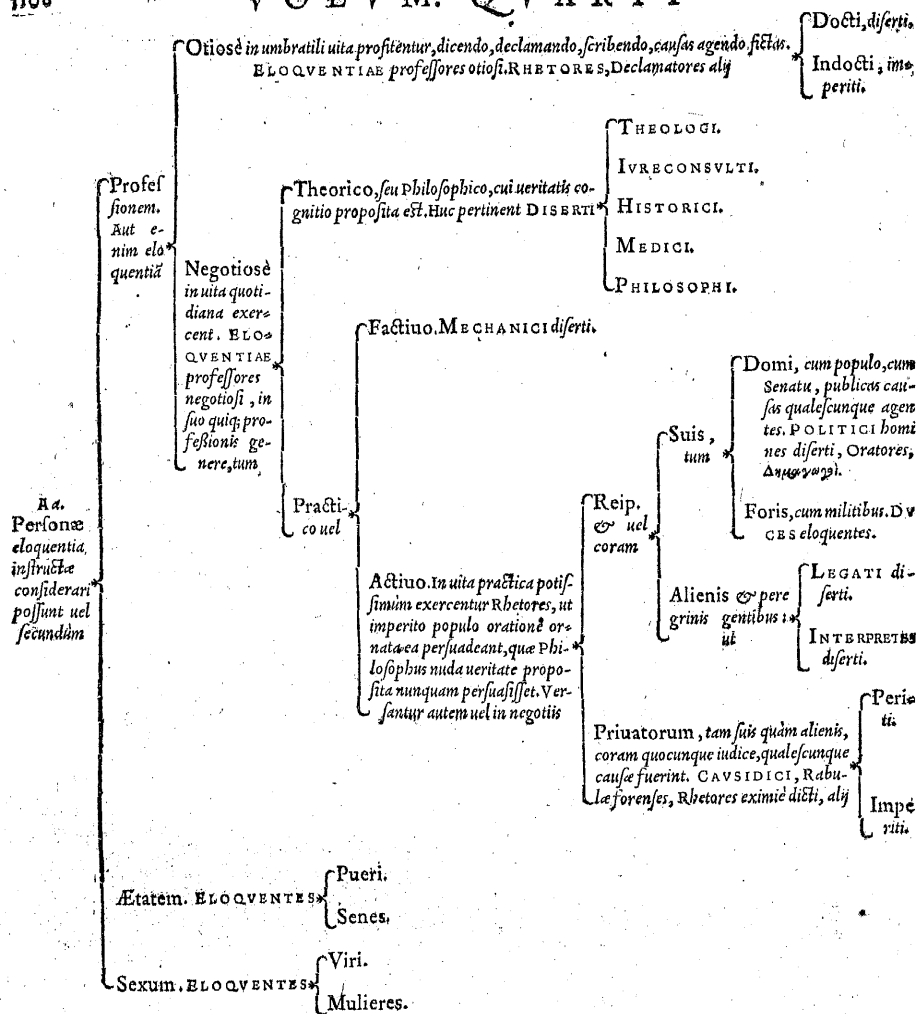 1106
VOLVM. QVARTI
Otiosè in umbratili uita profitentur, dicendo, declamando, scribendo, causas agendo fictas.
ELOQVENTIAE professores otiosi. RHETORES, Declamatores alij
Docti, diserti.
Indocti, im-
periti.
Profes
sionem.
Aut e-
nim elo
quentiã
Negotiosè
in uita quoti-
diana exer-
cent. ELO-
QVENTIAE
professores
negotiosi, in
suo quiq; pro-
feßionis ge-
nere, tum
Theorico, seu Philosophico, cui ueritatis co-
gnitio proposita est. Huc pertinent DISERTI
THEOLOGI.
IVRECONSVLTI.
HISTORICI.
MEDICI.
PHILOSOPHI.
Practi-
co uel
Factiuo. MECHANICI diserti.
Actiuo. In uita practica potis-
simùm exercentur Rhetores, ut
imperito populo orationẽ or-
nata ea persuadeant, quæ Phi-
losophus nuda ueritate propo-
sita nunquam persuasisset. Ver-
santur autem uel in negotiis
Reip.
& uel
coram
Suis,
tum
Domi, cum populo, cum
Senatu, publicas cau-
sas qualescunque agen
tes. POLITICI homi
nes diserti, Oratores,
Δημαγωγοὶ.
Foris, cum militibus. DV
CES eloquentes.
Alienis & pere
grinis gentibus:
ut
LEGATI di-
serti.
INTERPRETES
diserti.
Priuatorum, tam suis quàm alienis,
coram quocunque iudice, qualescunque
causæ fuerint. CAVSIDICI, Rabu-
læ forenses, Rhetores eximiè dicti, alij
Peri-
ti.
Impe
riti.
Aa.
Personæ
eloquentia
instructæ
considerari
possunt uel
secundùm
Ætatem. ELOQVENTES
Pueri.
Senes.
Sexum. ELOQVENTES
Viri.
Mulieres.